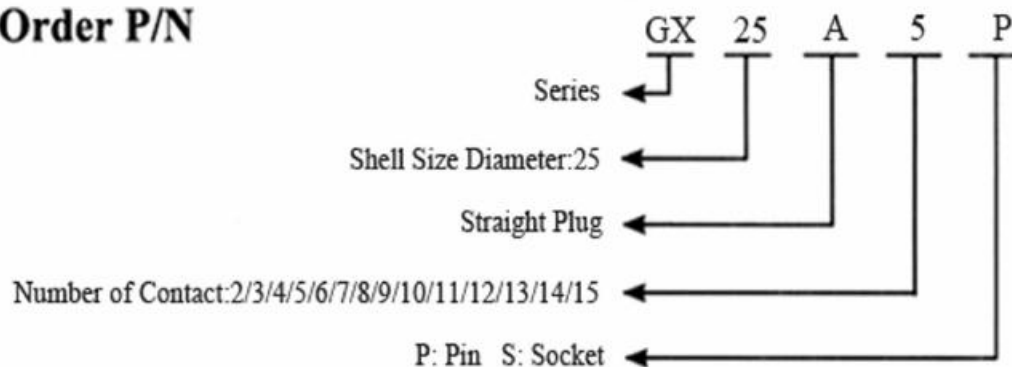 Order P/N
GX 25 A 5 P
Series
Shell Size Diameter:25
Straight Plug
Number of Contact:2/3/4/5/6/7/8/9/10/11/12/13/14/15
P: Pin S: Socket